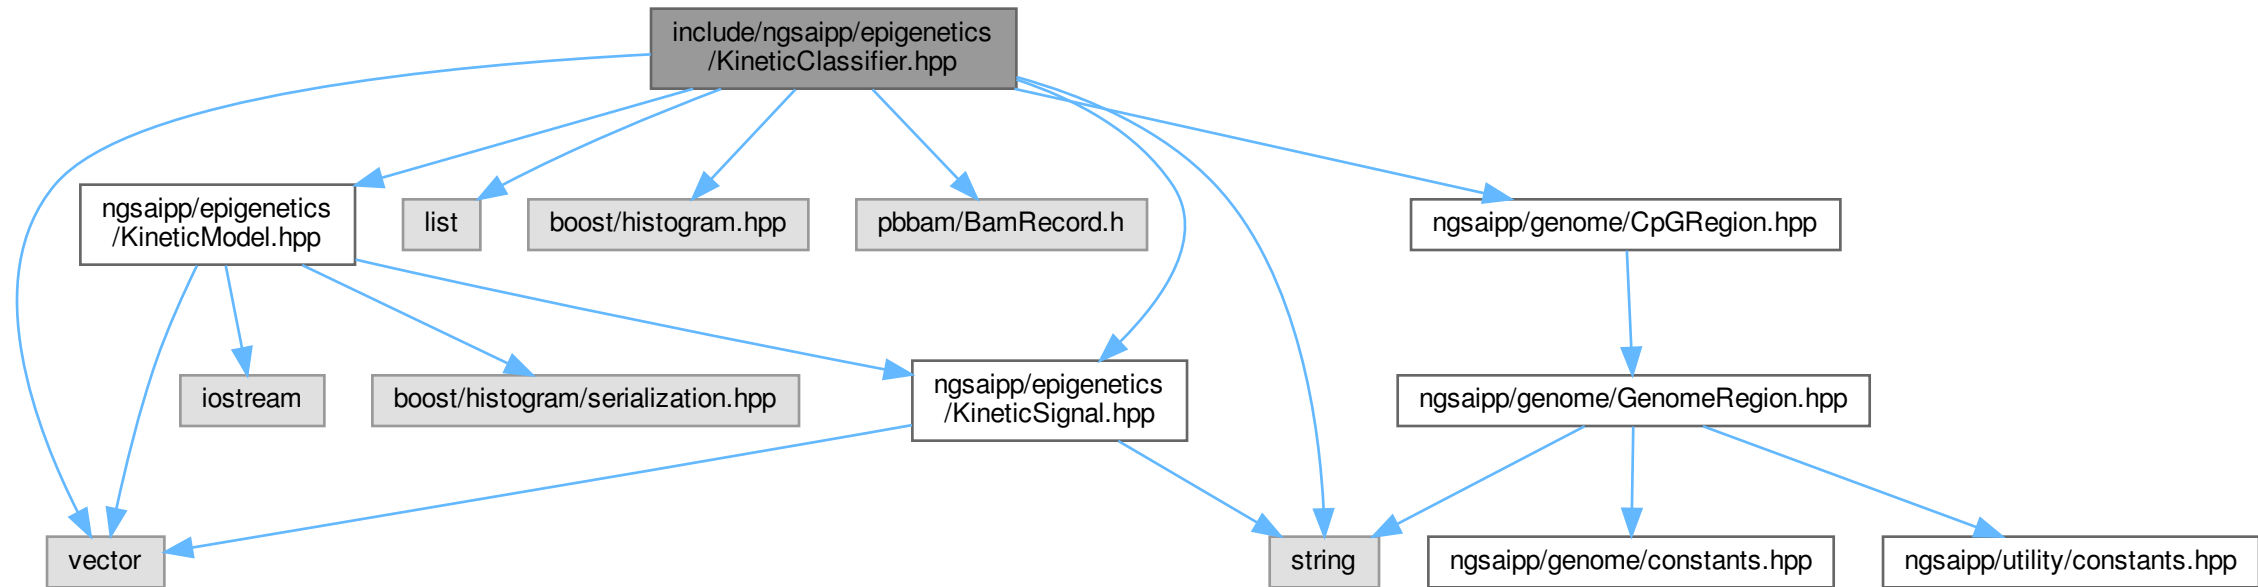 include/ngsaipp/epigenetics
/KineticClassifier.hpp
ngsaipp/epigenetics
/KineticModel.hpp
list
boost/histogram.hpp
pbbam/BamRecord.h
ngsaipp/genome/CpGRegion.hpp
iostream
boost/histogram/serialization.hpp
ngsaipp/epigenetics
/KineticSignal.hpp
ngsaipp/genome/GenomeRegion.hpp
vector
string
ngsaipp/genome/constants.hpp
ngsaipp/utility/constants.hpp